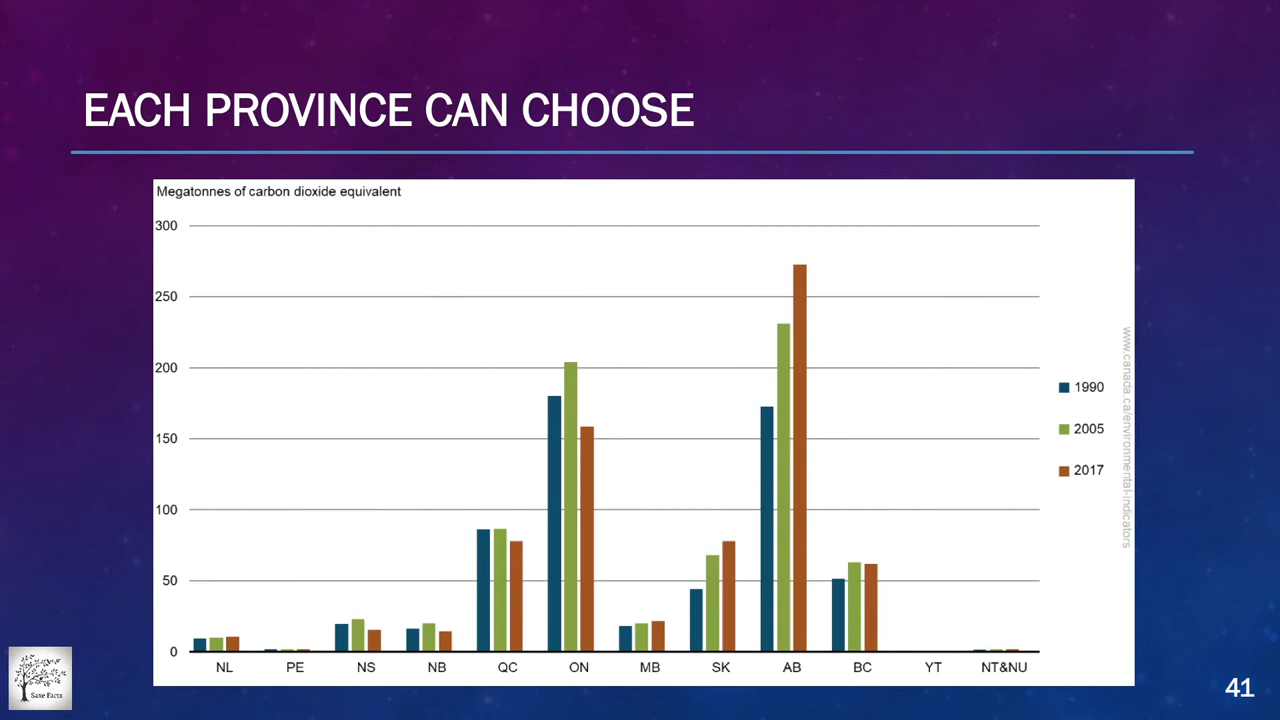 EACH PROVINCE CAN CHOOSE
Megatonnes of carbon dioxide equivalent
300
250
200
150
100
50
0
NL PE NS NB QC ON MB SK AB BC YT NT&NU
1990
2005
2017
www.canada.ca/environmental-indicators
Saxe Facts
41